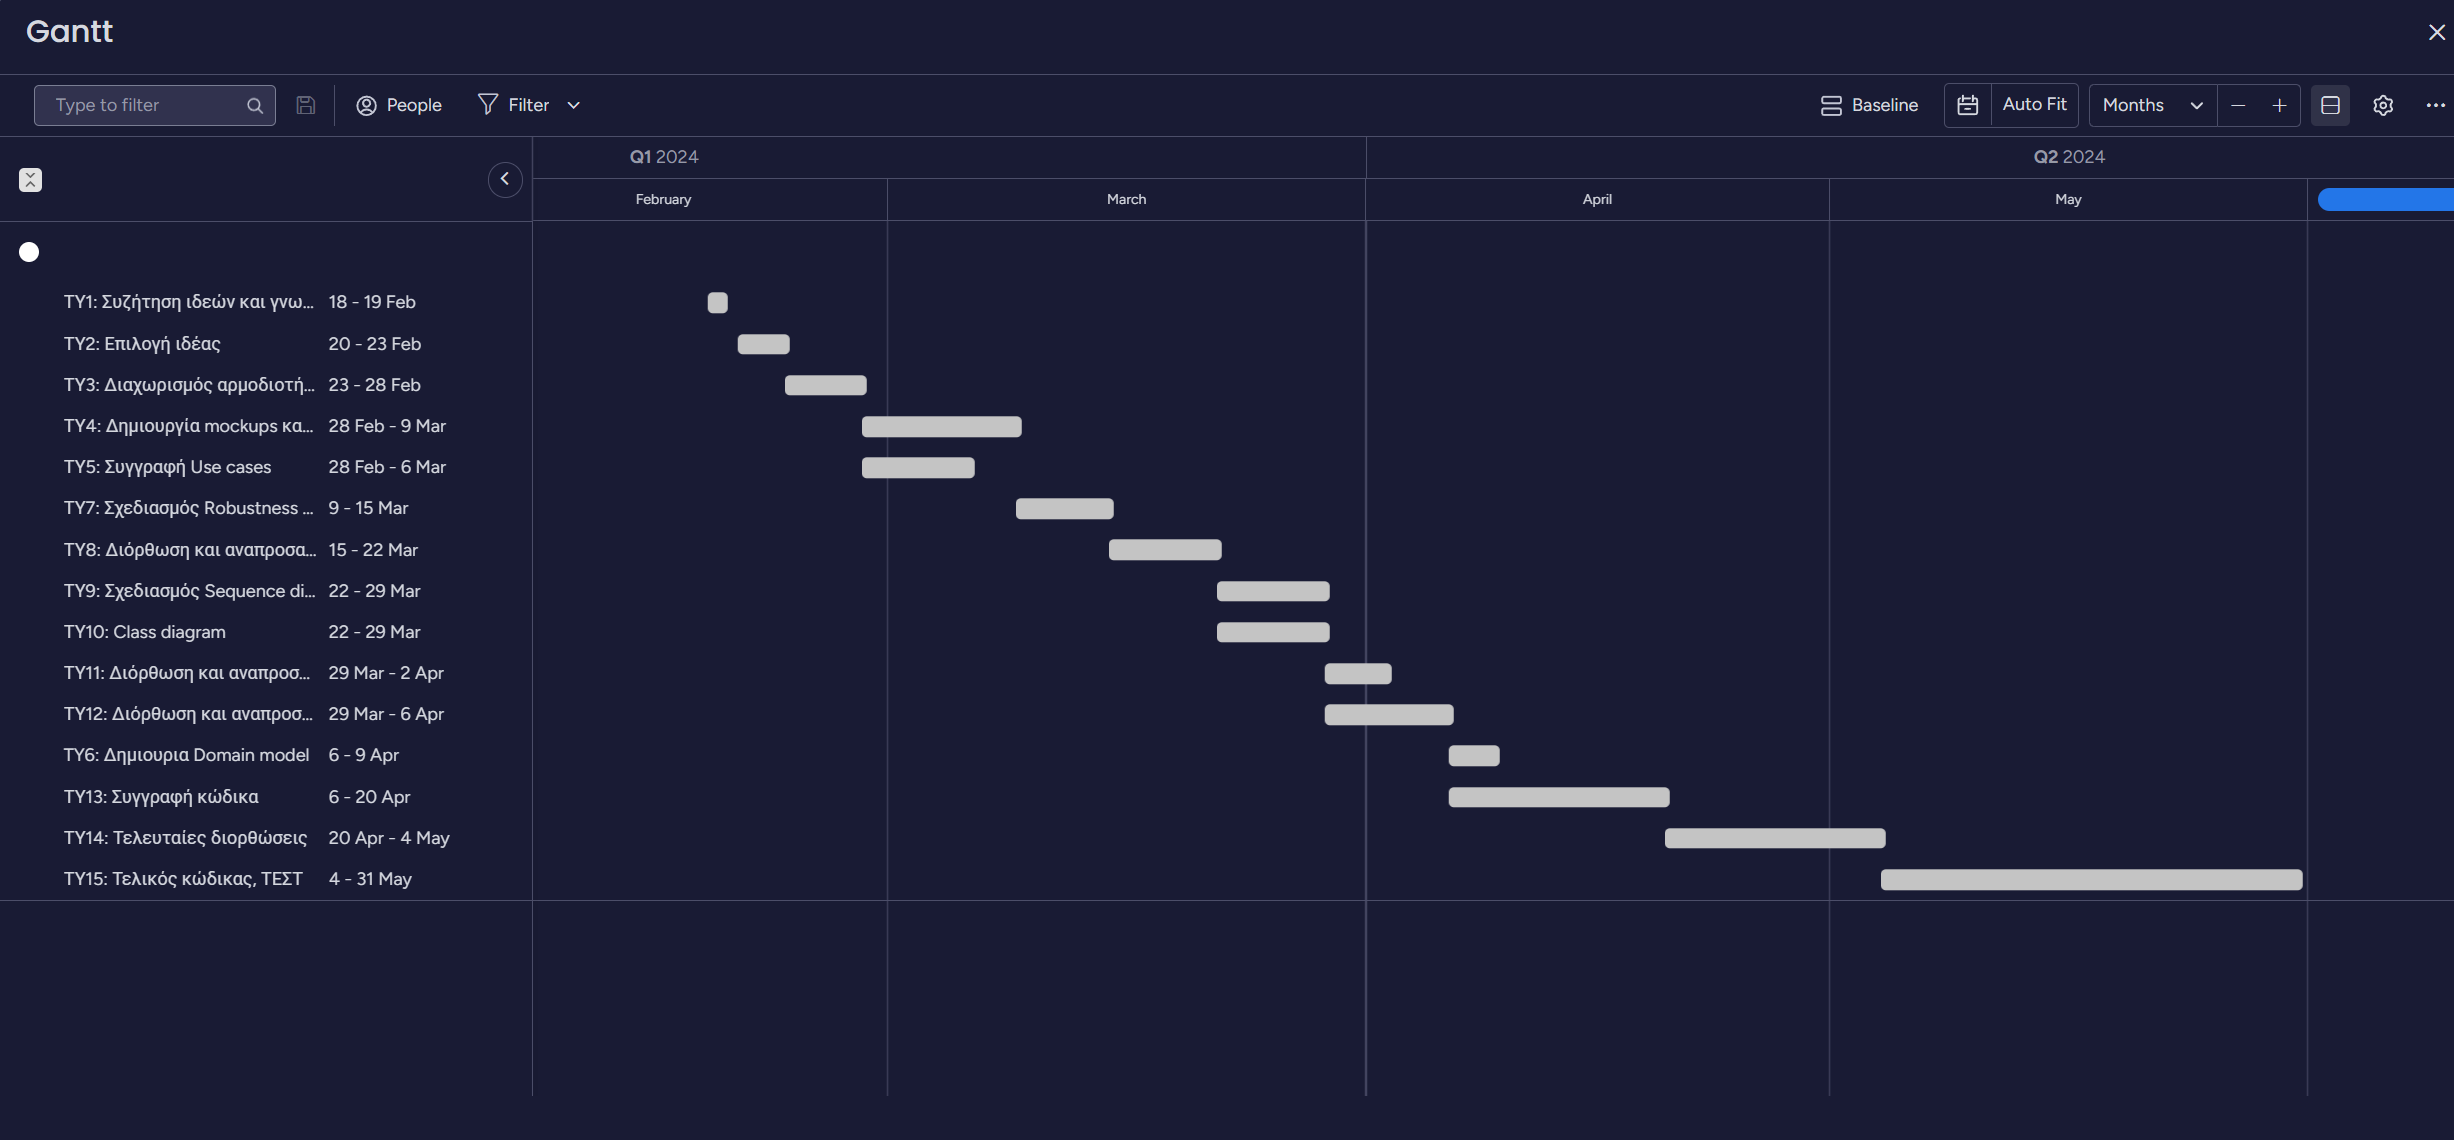 Gantt
Type to filter People Filter Baseline Auto Fit Months
Q1 2024 Q2 2024
February March April May
TY1: Συζήτηση ιδεών και γνω... 18 - 19 Feb
TY2: Επιλογή ιδέας 20 - 23 Feb
TY3: Διαχωρισμός αρμοδιοτή... 23 - 28 Feb
TY4: Δημιουργία mockups κα... 28 Feb - 9 Mar
TY5: Συγγραφή Use cases 28 Feb - 6 Mar
TY7: Σχεδιασμός Robustness ... 9 - 15 Mar
TY8: Διόρθωση και αναπροσα... 15 - 22 Mar
TY9: Σχεδιασμός Sequence di... 22 - 29 Mar
TY10: Class diagram 22 - 29 Mar
TY11: Διόρθωση και αναπροσ... 29 Mar - 2 Apr
TY12: Διόρθωση και αναπροσ... 29 Mar - 6 Apr
TY6: Δημιουρια Domain model 6 - 9 Apr
TY13: Συγγραφή κώδικα 6 - 20 Apr
TY14: Τελευταίες διορθώσεις 20 Apr - 4 May
TY15: Τελικός κώδικας, ΤΕΣΤ 4 - 31 May